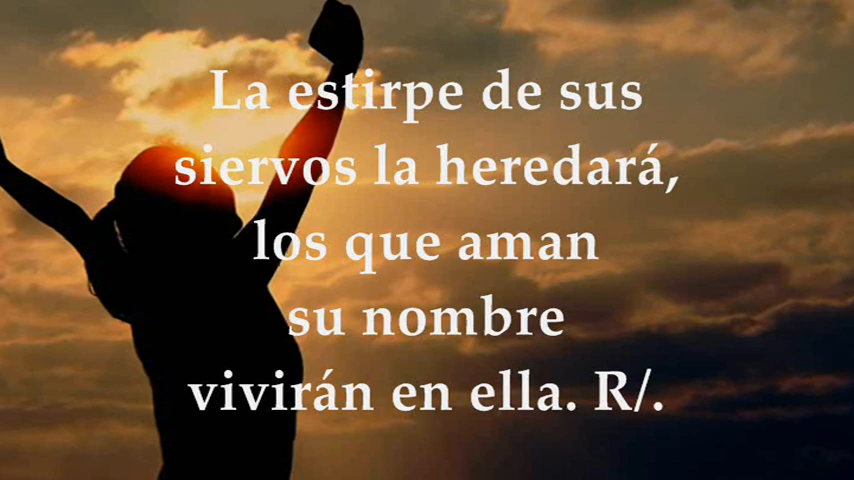 La estirpe de sus
siervos la heredará,
los que aman
su nombre
vivirán en ella. R/.